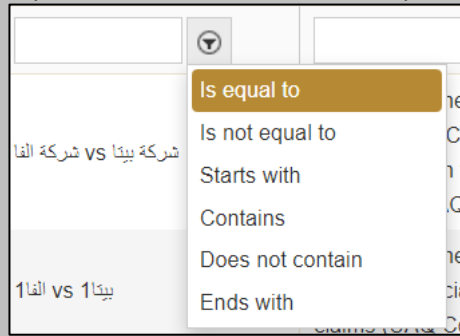 Is equal to
Is not equal to
شركة بيتا vs شركة الفا
Starts with
Contains
Does not contain
بيتا1 vs الفا1
Ends with